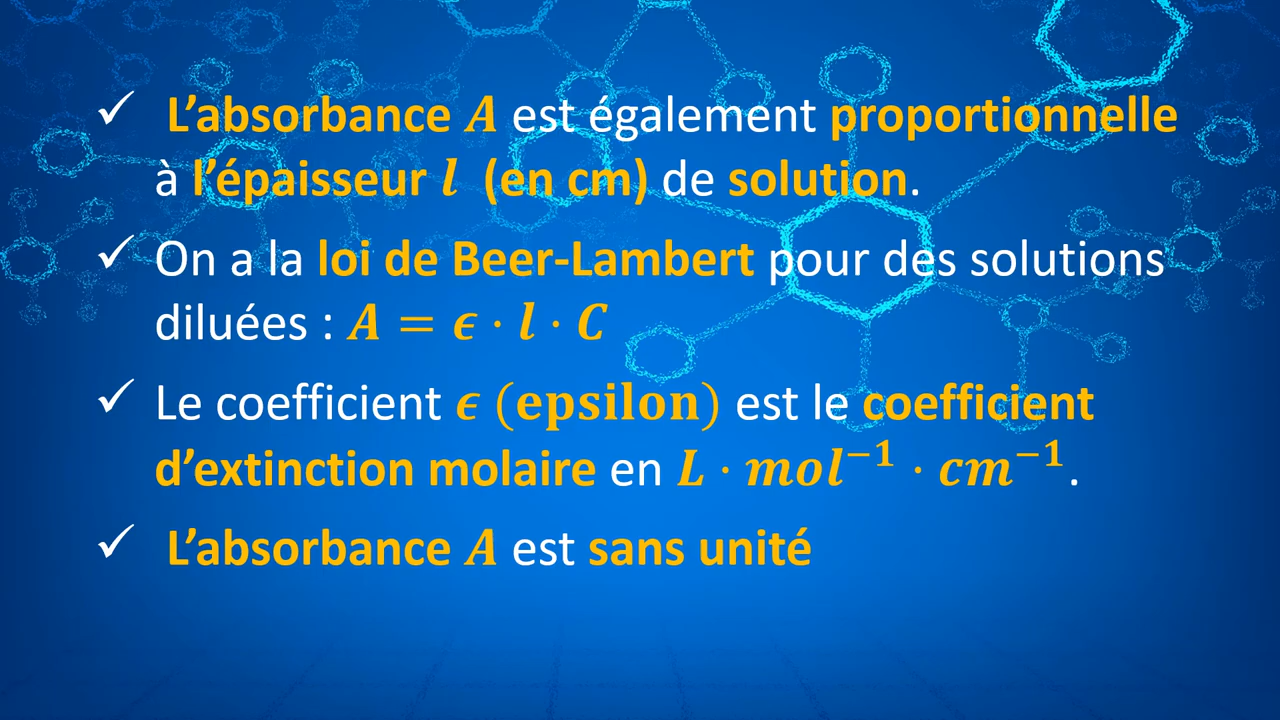 ✓ L’absorbance A est également proportionnelle
à l’épaisseur l (en cm) de solution.
✓ On a la loi de Beer-Lambert pour des solutions
diluées : A = ϵ · l · C
✓ Le coefficient ϵ (epsilon) est le coefficient
d’extinction molaire en L · mol⁻¹ · cm⁻¹ .
✓ L’absorbance A est sans unité